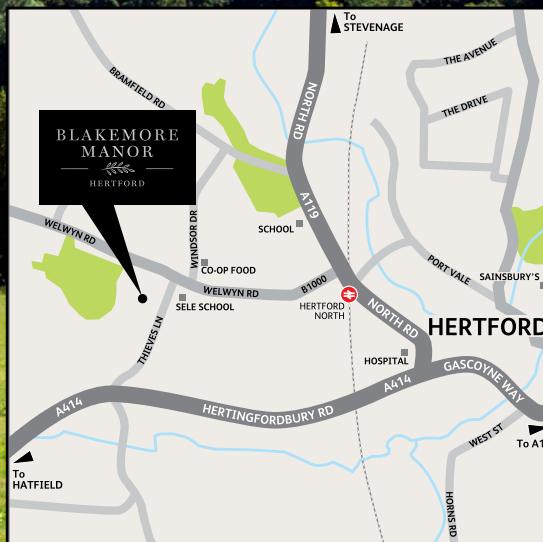 To
STEVENAGE
THE AVENUE
BRAMFIELD RD
NORTH RD
THE DRIVE
BLAKEMORE
MANOR
HERTFORD
A119
WELWYN RD
WINDSOR DR
SCHOOL
CO-OP FOOD
PORT VALE
SAINSBURY'S
WELWYN RD
B1000
SELE SCHOOL
HERTFORD
NORTH
NORTH RD
HERTFORD
THIEVES LN
HOSPITAL
A414
GASCOYNE WAY
A414
HERTINGFORDBURY RD
WEST ST
To A1
To
HATFIELD
HORNS RD